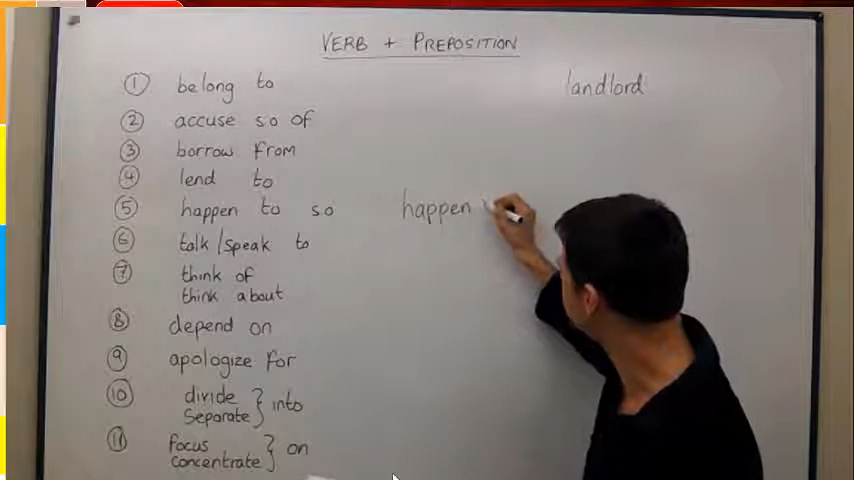 VERB + PREPOSITION
landlord
① belong to
② accuse so of
③ borrow from
④ lend to
⑤ happen to so
happen
⑥ talk/speak to
⑦ think of
think about
⑧ depend on
⑨ apologize for
⑩ divide
separate } into
⑪ focus
concentrate } on